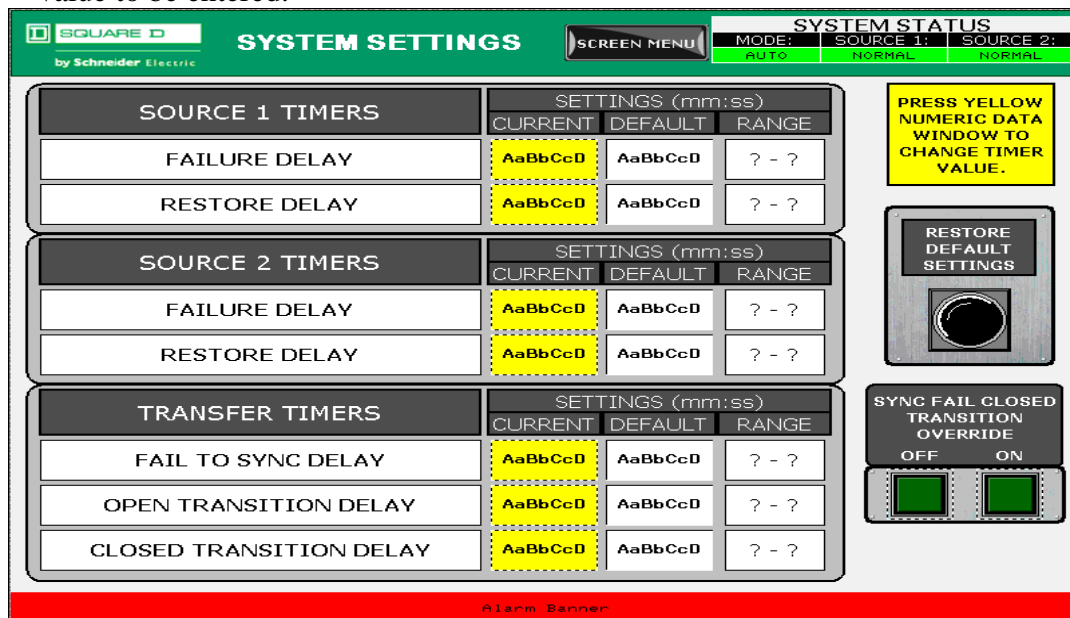 value to be entered.
SQUARE D
by Schneider Electric
SYSTEM SETTINGS
SCREEN MENU
SYSTEM STATUS
MODE: SOURCE 1: SOURCE 2:
AUTO NORMAL NORMAL
SOURCE 1 TIMERS
SETTINGS (mm:ss)
CURRENT DEFAULT RANGE
FAILURE DELAY AaBbCcD AaBbCcD ? - ?
RESTORE DELAY AaBbCcD AaBbCcD ? - ?
SOURCE 2 TIMERS
SETTINGS (mm:ss)
CURRENT DEFAULT RANGE
FAILURE DELAY AaBbCcD AaBbCcD ? - ?
RESTORE DELAY AaBbCcD AaBbCcD ? - ?
TRANSFER TIMERS
SETTINGS (mm:ss)
CURRENT DEFAULT RANGE
FAIL TO SYNC DELAY AaBbCcD AaBbCcD ? - ?
OPEN TRANSITION DELAY AaBbCcD AaBbCcD ? - ?
CLOSED TRANSITION DELAY AaBbCcD AaBbCcD ? - ?
PRESS YELLOW
NUMERIC DATA
WINDOW TO
CHANGE TIMER
VALUE.
RESTORE
DEFAULT
SETTINGS
SYNC FAIL CLOSED
TRANSITION
OVERRIDE
OFF ON
Alarm Banner